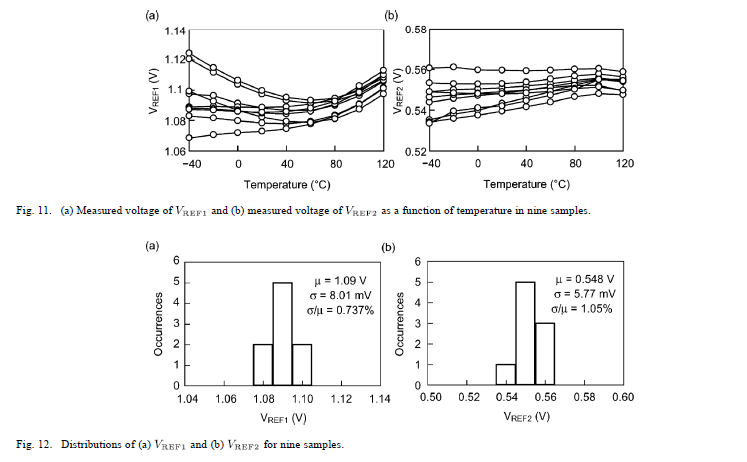 (a)
(b)
1.14
1.12
1.1
1.08
1.06
VREF1 (V)
−40 0 40 80 120
Temperature (°C)
0.58
0.56
0.54
0.52
VREF2 (V)
−40 0 40 80 120
Temperature (°C)
Fig. 11. (a) Measured voltage of VREF1 and (b) measured voltage of VREF2 as a function of temperature in nine samples.
(a)
(b)
6
5
4
3
2
1
0
Occurrences
μ = 1.09 V
σ = 8.01 mV
σ/μ = 0.737%
1.04 1.06 1.08 1.10 1.12 1.14
VREF1 (V)
6
5
4
3
2
1
0
Occurrences
μ = 0.548 V
σ = 5.77 mV
σ/μ = 1.05%
0.50 0.52 0.54 0.56 0.58 0.60
VREF2 (V)
Fig. 12. Distributions of (a) VREF1 and (b) VREF2 for nine samples.